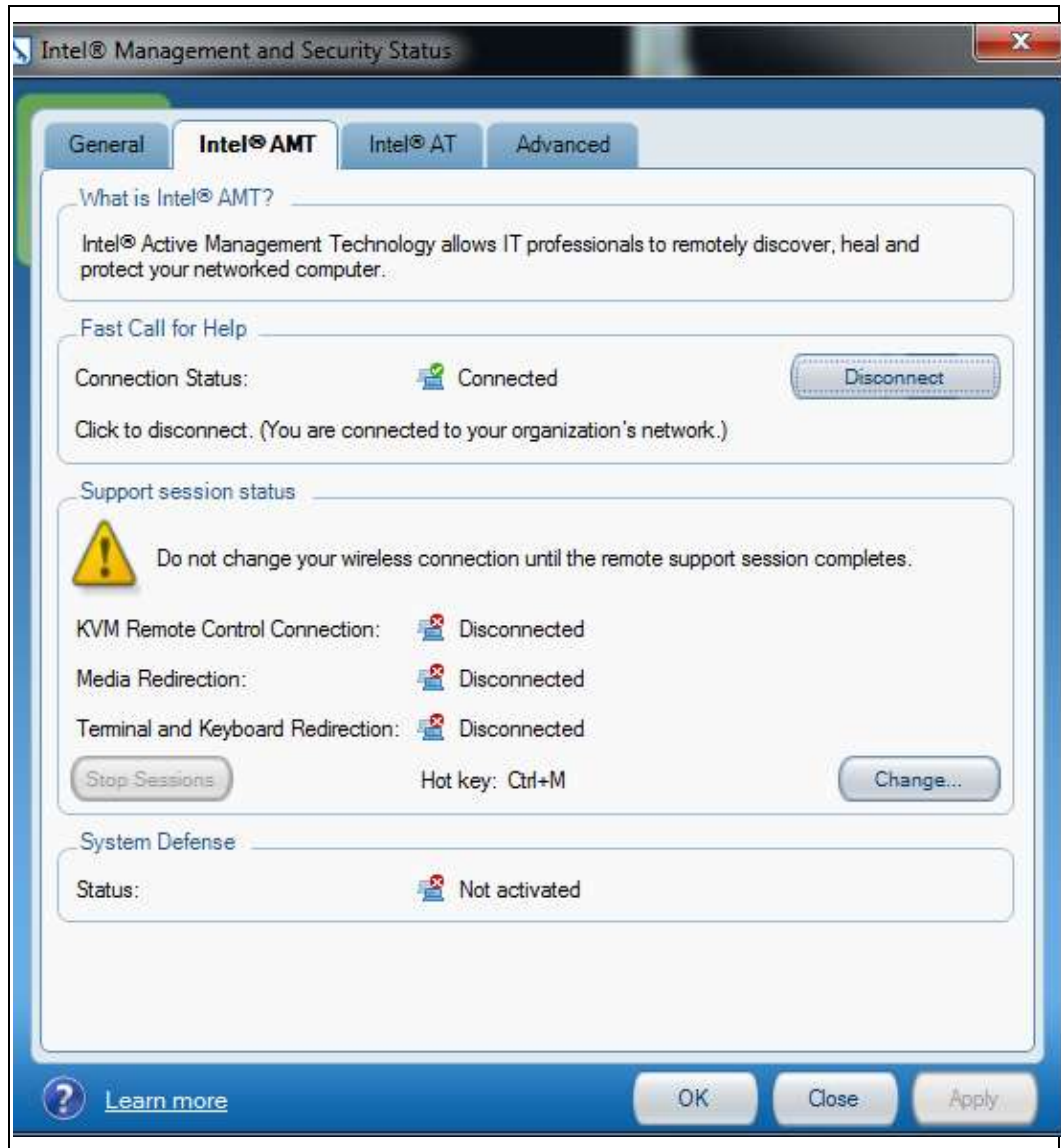 Intel® Management and Security Status
General
Intel® AMT
Intel® AT
Advanced
What is Intel® AMT?
Intel® Active Management Technology allows IT professionals to remotely discover, heal and
protect your networked computer.
Fast Call for Help
Connection Status:
Connected
Disconnect
Click to disconnect. (You are connected to your organization's network.)
Support session status
Do not change your wireless connection until the remote support session completes.
KVM Remote Control Connection:
Disconnected
Media Redirection:
Disconnected
Terminal and Keyboard Redirection:
Disconnected
Stop Sessions
Hot key: Ctrl+M
Change...
System Defense
Status:
Not activated
Learn more
OK
Close
Apply